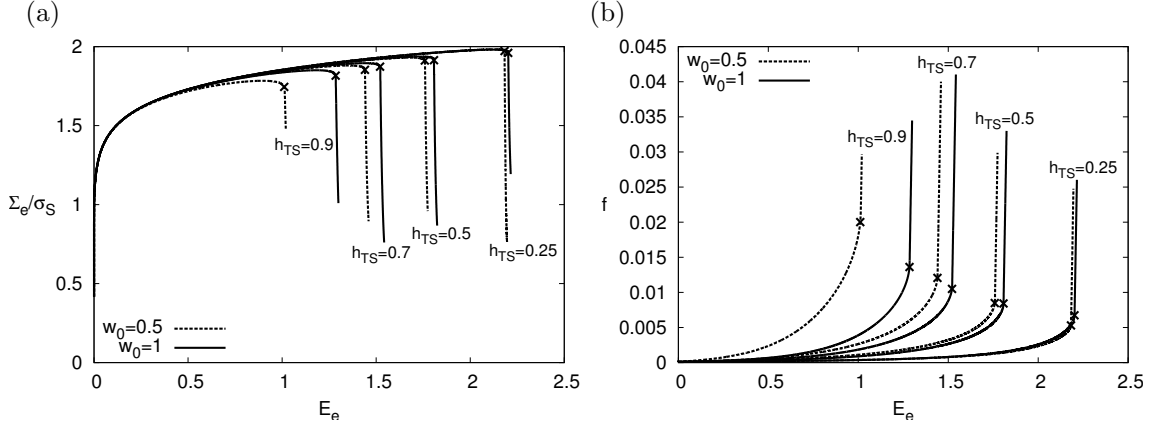 (a)
2
1.5
1
0.5
0
Σe/σS
0 0.5 1 1.5 2 2.5
Ee
hTS=0.9
hTS=0.7
hTS=0.5
hTS=0.25
w0=0.5
w0=1
(b)
0.045
0.04
0.035
0.03
0.025
0.02
0.015
0.01
0.005
0
f
0 0.5 1 1.5 2 2.5
Ee
w0=0.5
w0=1
hTS=0.7
hTS=0.9
hTS=0.5
hTS=0.25